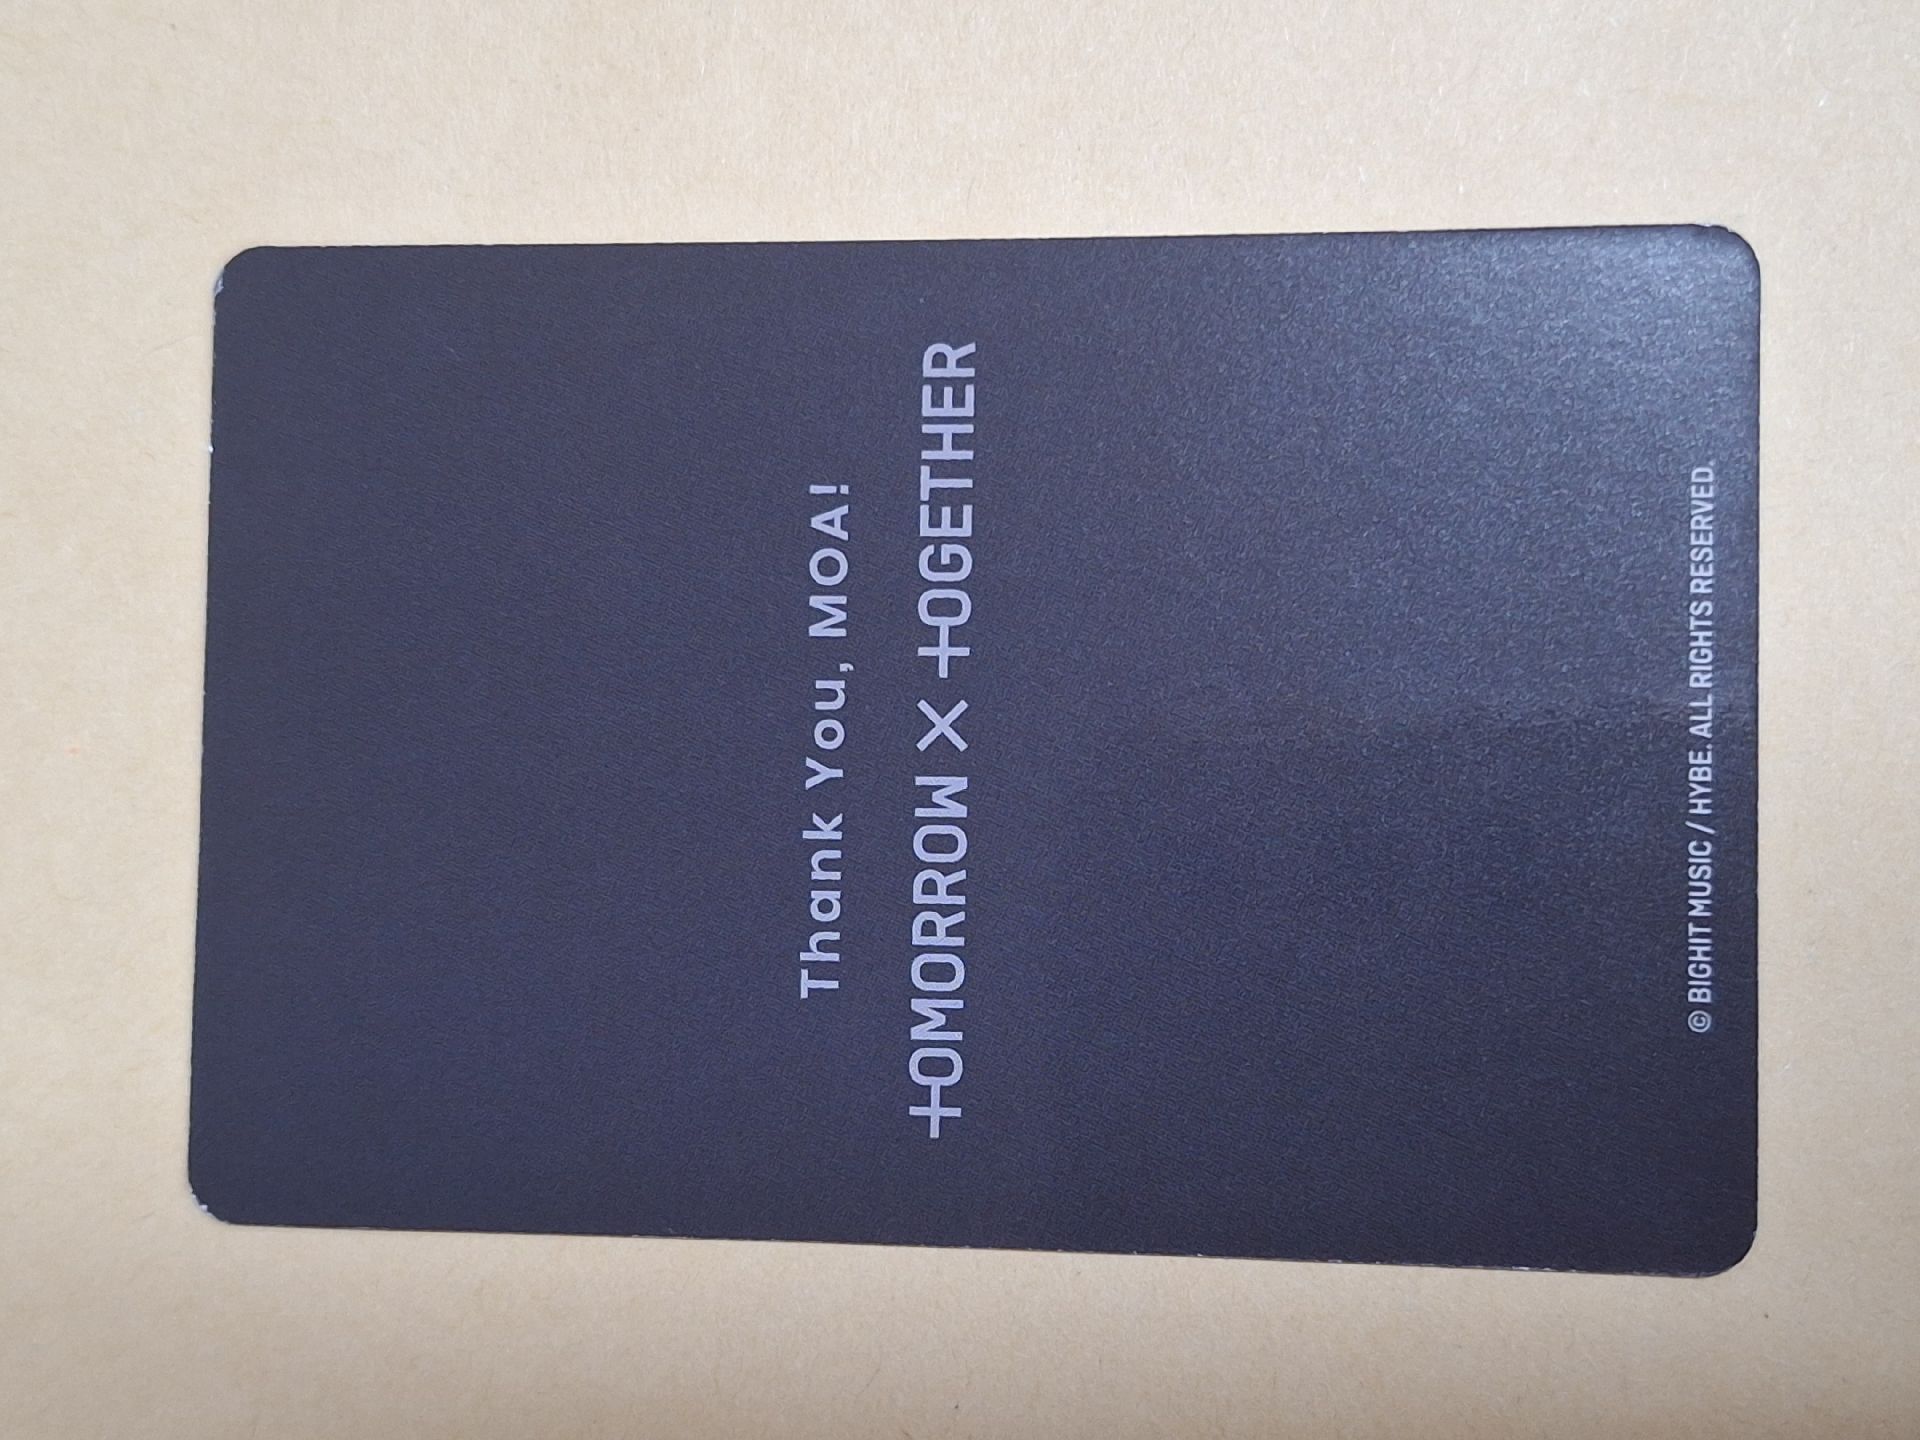 Thank You, MOA!
TOMORROW X TOGETHER
© BIGHIT MUSIC / HYBE. ALL RIGHTS RESERVED.